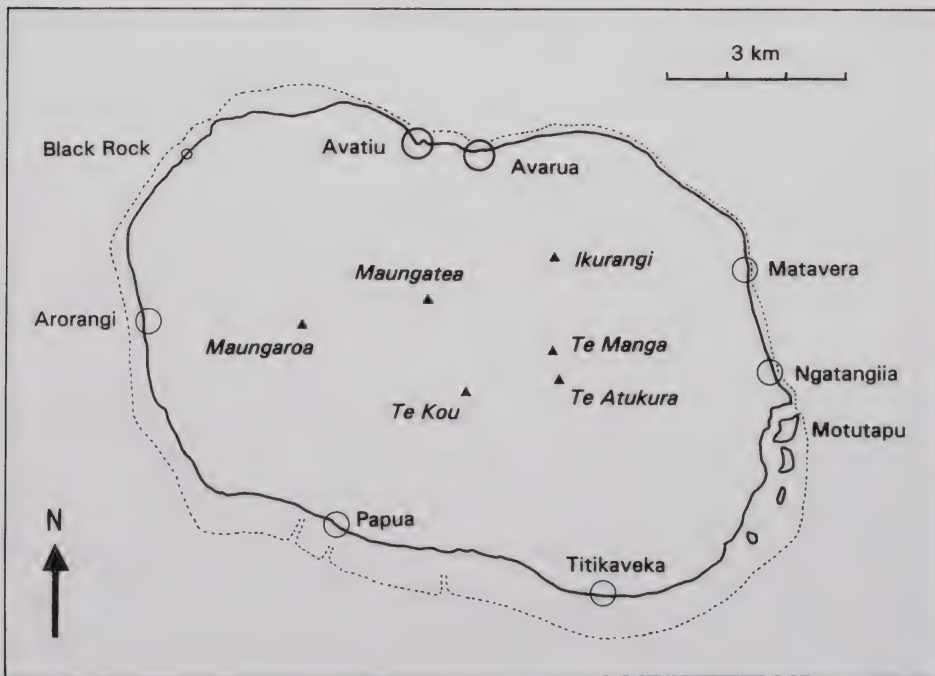 3 km
Black Rock
Avatiu
Avarua
Ikurangi
Matavera
Maungatea
Arorangi
Maungaroa
Te Manga
Ngatangiia
Te Atukura
Te Kou
Motutapu
N
Papua
Titikaveka